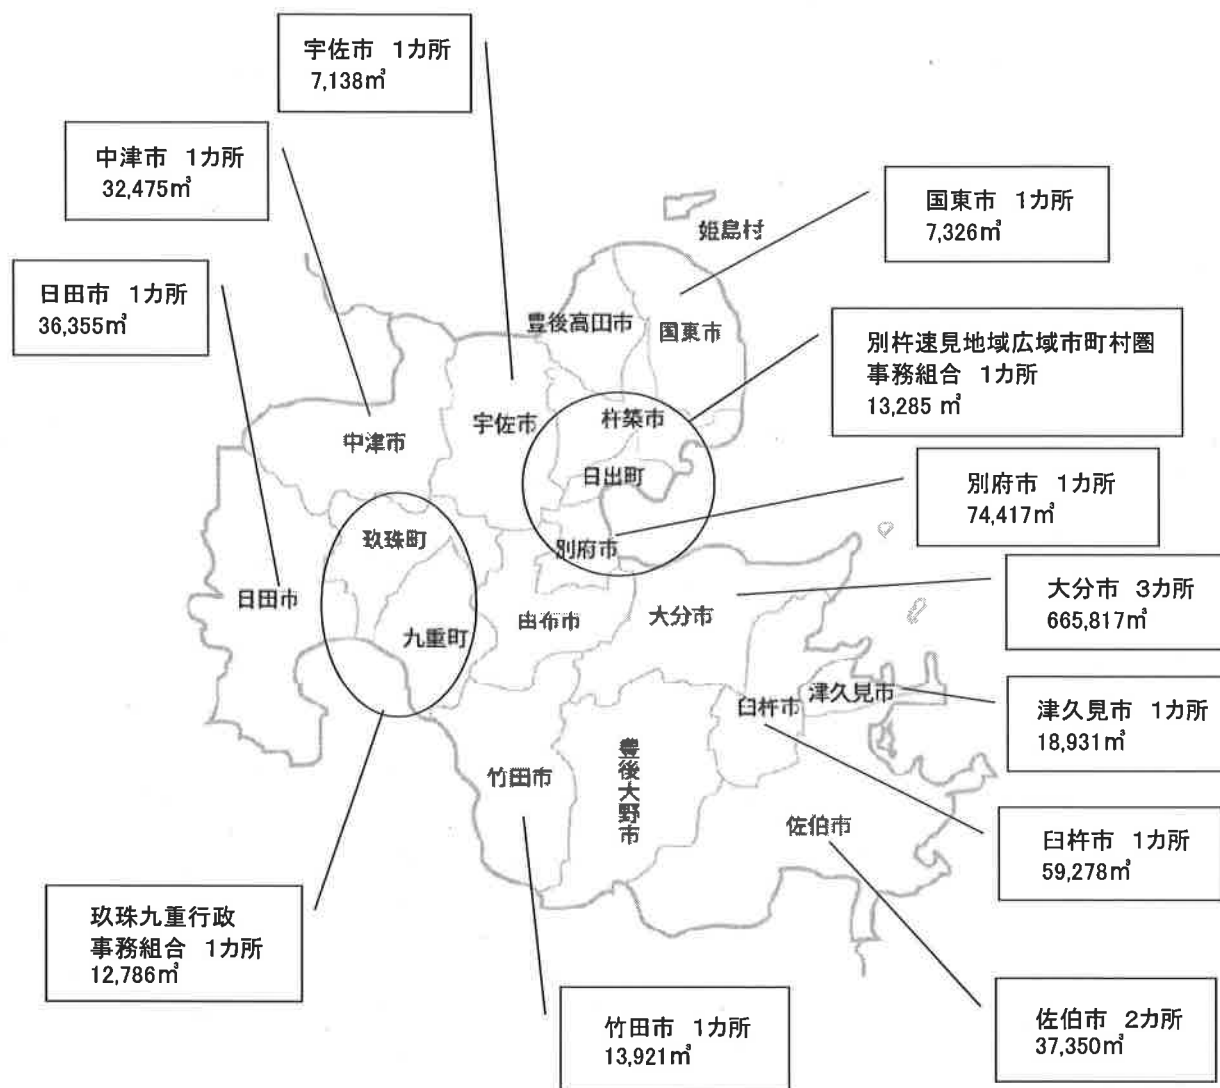 宇佐市 1カ所
7,138㎥
中津市 1カ所
32,475㎥
国東市 1カ所
7,326㎥
姫島村
日田市 1カ所
36,355㎥
豊後高田市
国東市
別杵速見地域広域市町村圏
事務組合 1カ所
13,285 ㎥
宇佐市
杵築市
中津市
日出町
別府市 1カ所
74,417㎥
玖珠町
別府市
日田市
由布市
大分市
大分市 3カ所
665,817㎥
九重町
津久見市
臼杵市
津久見市 1カ所
18,931㎥
竹田市
豊後大野市
佐伯市
臼杵市 1カ所
59,278㎥
玖珠九重行政
事務組合 1カ所
12,786㎥
竹田市 1カ所
13,921㎥
佐伯市 2カ所
37,350㎥